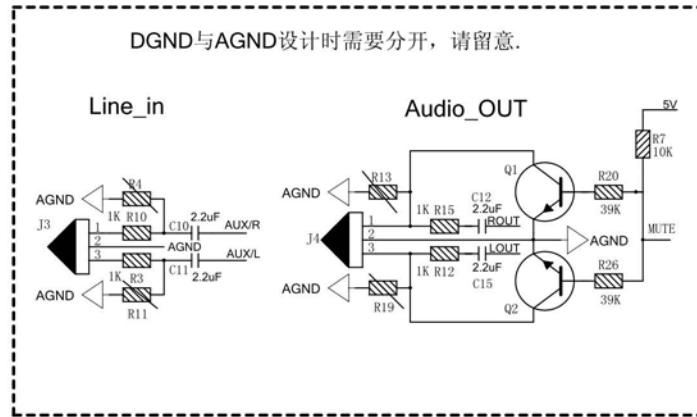 DGND与AGND设计时需要分开，请留意.
Line_in
Audio_OUT
5V
R7
10K
R4
AGND
J3
1
2
3
1K
R10
C10
2.2uF
AUX/R
AGND
AUX/L
1K
R3
C11
2.2uF
AGND
R11
R13
AGND
J4
1
2
3
1K
R15
C12
2.2uF
ROUT
LOUT
1K
R12
2.2uF
C15
AGND
R19
Q1
R20
39K
AGND
MUTE
Q2
R26
39K